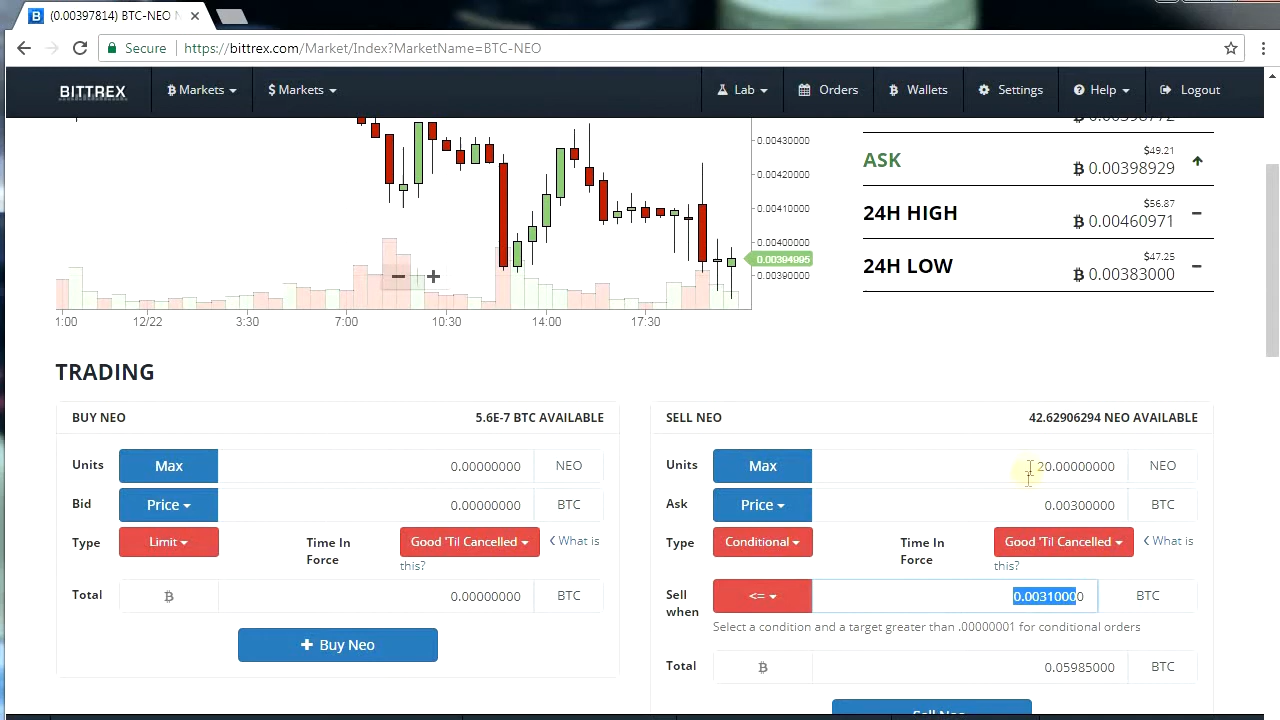 (0.00397814) BTC-NEO N
Secure https://bittrex.com/Market/Index?MarketName=BTC-NEO
BITTREX
Ƀ Markets
$ Markets
Lab
Orders
Ƀ Wallets
Settings
Help
Logout
Ƀ 0.00398772
0.00430000
0.00420000
0.00410000
0.00400000
0.00394995
0.00390000
1:00 12/22 3:30 7:00 10:30 14:00 17:30
ASK $49.21
Ƀ 0.00398929
24H HIGH $56.87
Ƀ 0.00460971
24H LOW $47.25
Ƀ 0.00383000
TRADING
BUY NEO 5.6E-7 BTC AVAILABLE
Units Max 0.00000000 NEO
Bid Price 0.00000000 BTC
Type Limit Time In Force Good 'Til Cancelled What is this?
Total Ƀ 0.00000000 BTC
+ Buy Neo
SELL NEO 42.62906294 NEO AVAILABLE
Units Max 20.00000000 NEO
Ask Price 0.00300000 BTC
Type Conditional Time In Force Good 'Til Cancelled What is this?
Sell when <= 0.00310000 BTC
Select a condition and a target greater than .00000001 for conditional orders
Total Ƀ 0.05985000 BTC
Sell Neo